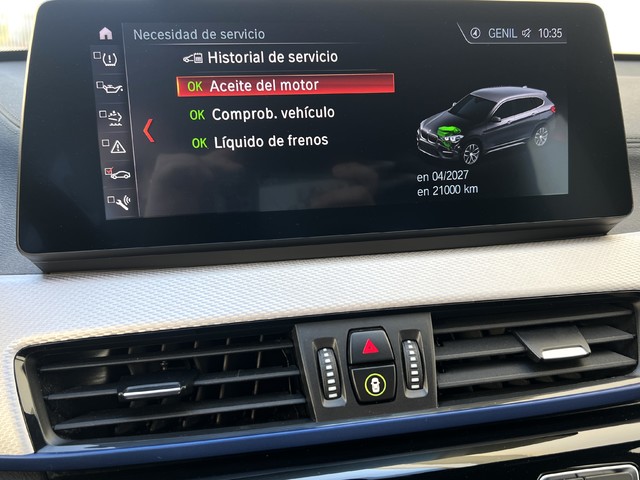 Necesidad de servicio
GENIL 10:35
Historial de servicio
OK Aceite del motor
OK Comprob. vehículo
OK Líquido de frenos
en 04/2027
en 21000 km